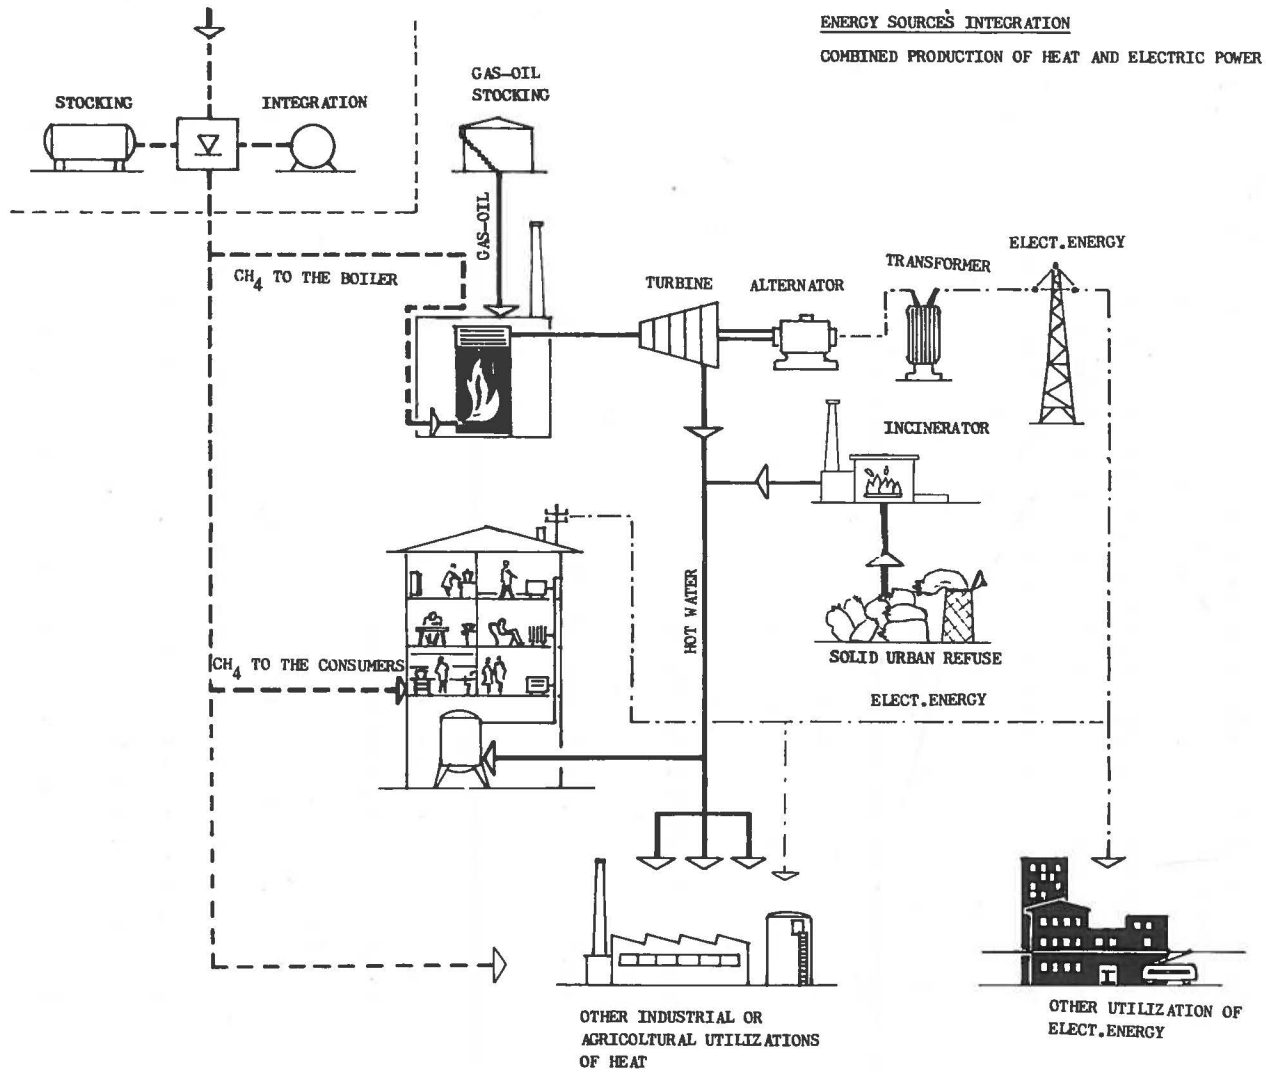 ENERGY SOURCES INTEGRATION
COMBINED PRODUCTION OF HEAT AND ELECTRIC POWER
STOCKING
INTEGRATION
GAS-OIL
STOCKING
GAS-OIL
CH4 TO THE BOILER
TURBINE
ALTERNATOR
TRANSFORMER
ELECT.ENERGY
INCINERATOR
HOT WATER
SOLID URBAN REFUSE
CH4 TO THE CONSUMERS
ELECT.ENERGY
OTHER INDUSTRIAL OR
AGRICOLTURAL UTILIZATIONS
OF HEAT
OTHER UTILIZATION OF
ELECT.ENERGY